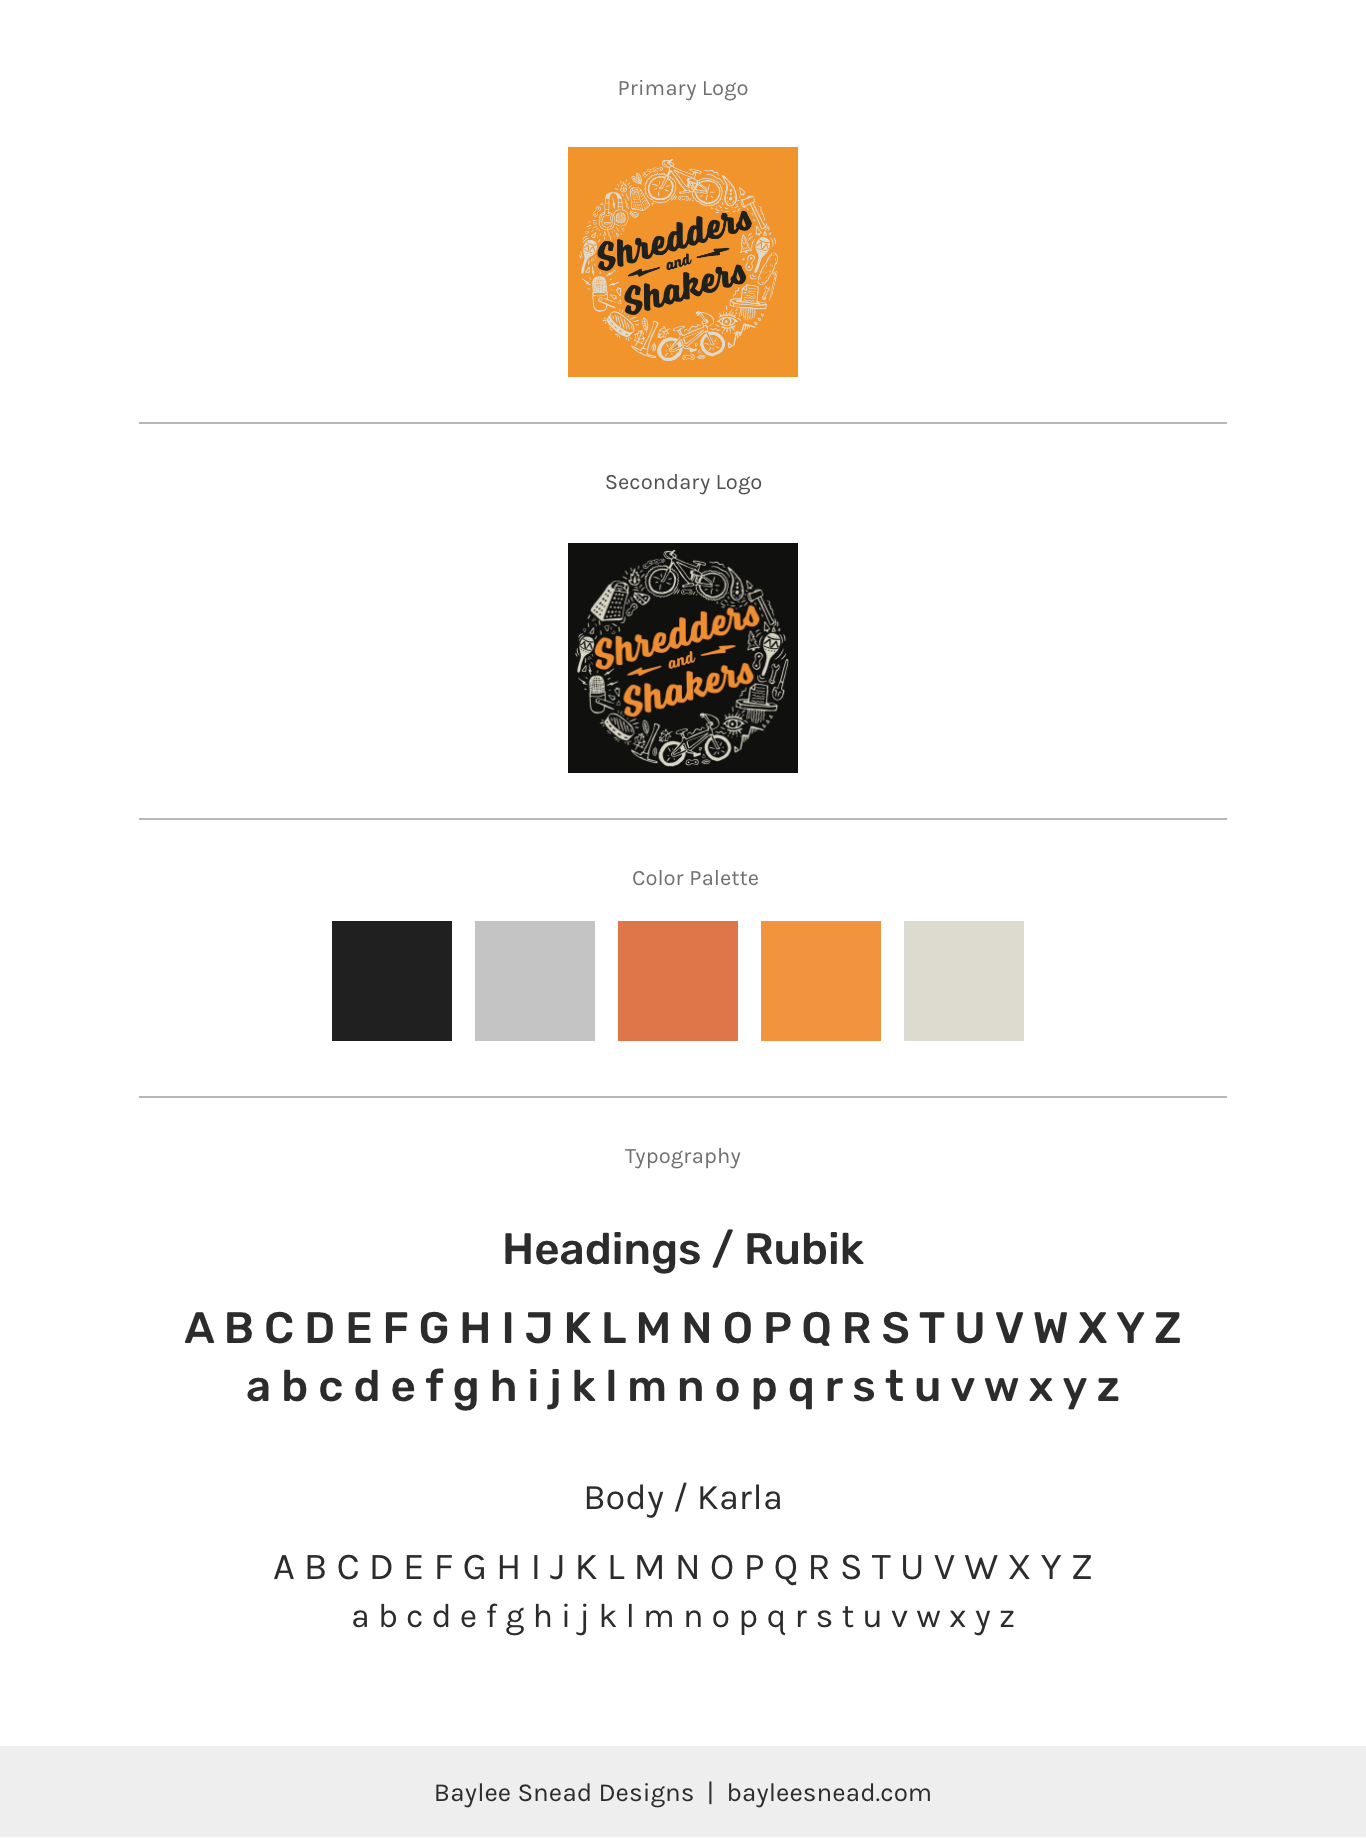 Primary Logo
Shredders
and
Shakers
Secondary Logo
Shredders
and
Shakers
Color Palette
Typography
Headings / Rubik
A B C D E F G H I J K L M N O P Q R S T U V W X Y Z
a b c d e f g h i j k l m n o p q r s t u v w x y z
Body / Karla
A B C D E F G H I J K L M N O P Q R S T U V W X Y Z
a b c d e f g h i j k l m n o p q r s t u v w x y z
Baylee Snead Designs | bayleesnead.com